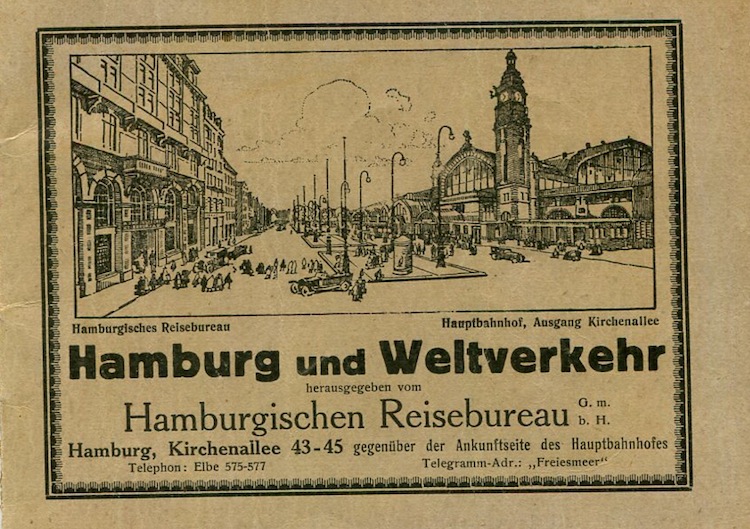 Hamburgisches Reisebureau
Hauptbahnhof, Ausgang Kirchenallee
Hamburg und Weltverkehr
herausgegeben vom
Hamburgischen Reisebureau G. m. b. H.
Hamburg, Kirchenallee 43-45 gegenüber der Ankunftseite des Hauptbahnhofes
Telephon: Elbe 575-577
Telegramm-Adr.: „Freiesmeer“